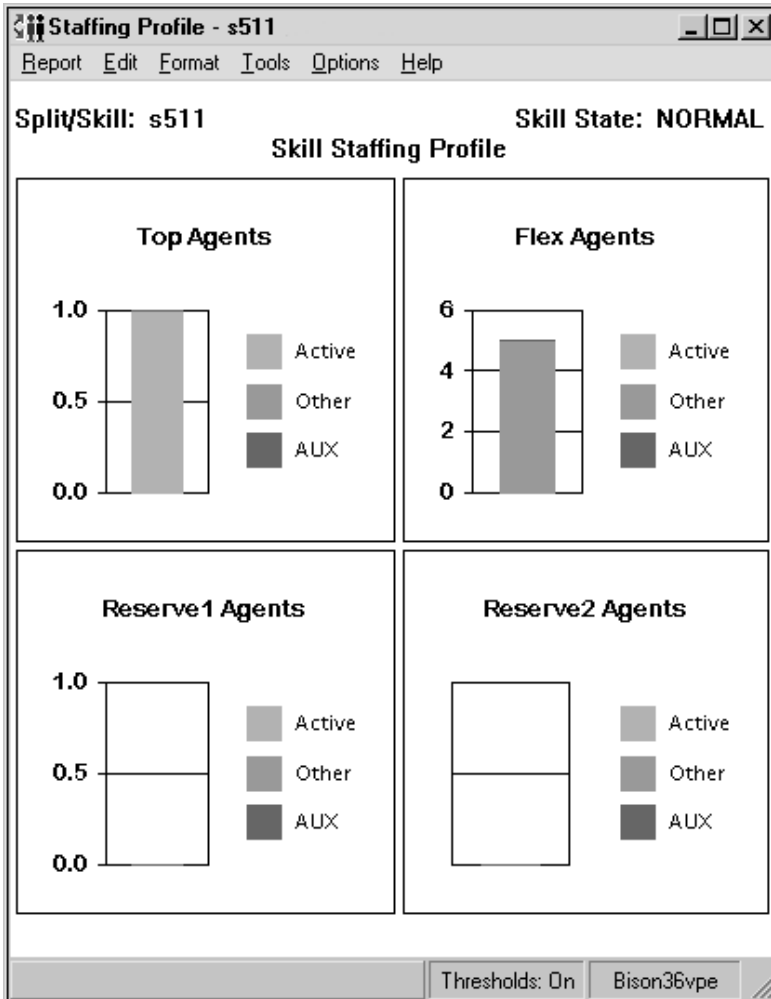 Staffing Profile - s511
Report Edit Format Tools Options Help
Split/Skill: s511 Skill State: NORMAL
Skill Staffing Profile
Top Agents
1.0
0.5
0.0
Active
Other
AUX
Flex Agents
6
4
2
0
Active
Other
AUX
Reserve1 Agents
1.0
0.5
0.0
Active
Other
AUX
Reserve2 Agents
Active
Other
AUX
Thresholds: On Bison36vpe